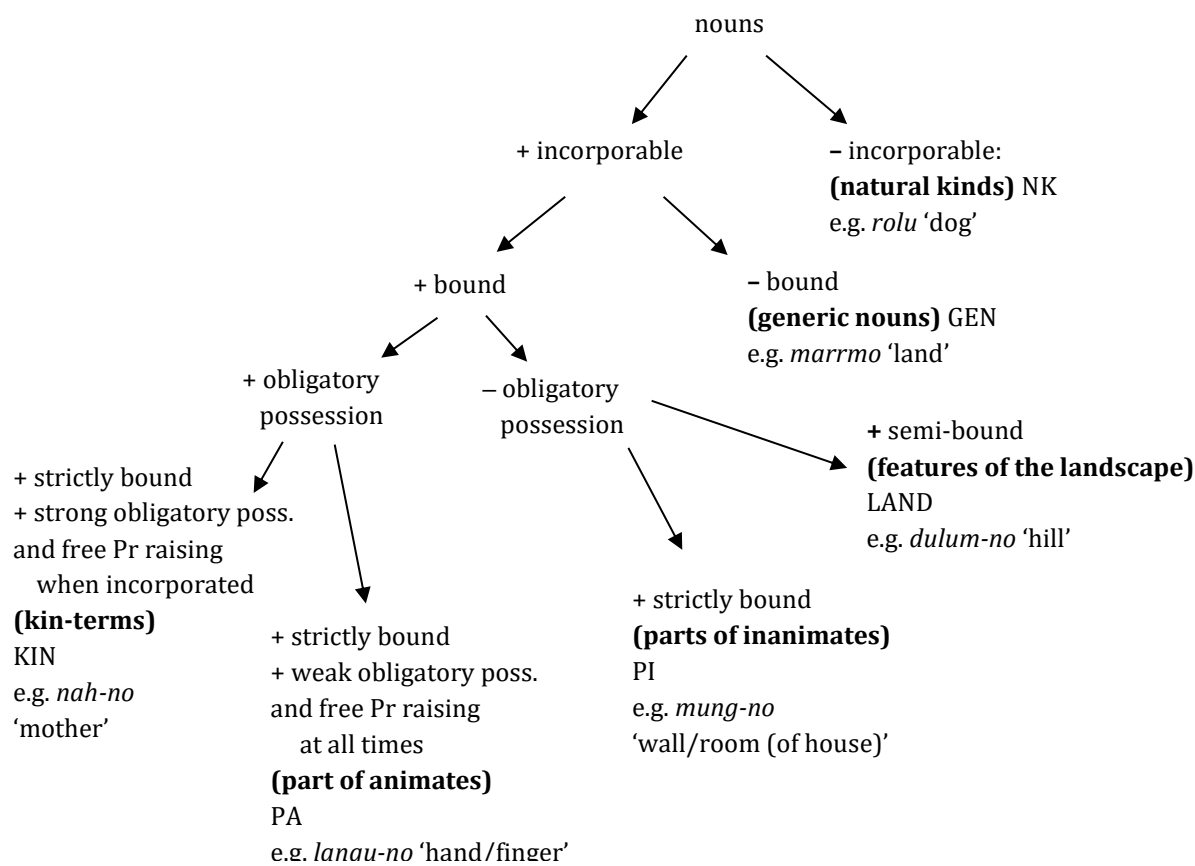 nouns
+ incorporable
– incorporable:
(natural kinds) NK
e.g. rolu ‘dog’
+ bound
– bound
(generic nouns) GEN
e.g. marrmo ‘land’
+ obligatory
possession
– obligatory
possession
+ semi-bound
(features of the landscape)
LAND
e.g. dulum-no ‘hill’
+ strictly bound
+ strong obligatory poss.
and free Pr raising
when incorporated
(kin-terms)
KIN
e.g. nah-no
‘mother’
+ strictly bound
+ weak obligatory poss.
and free Pr raising
at all times
(part of animates)
PA
e.g. langu-no ‘hand/finger’
+ strictly bound
(parts of inanimates)
PI
e.g. mung-no
‘wall/room (of house)’